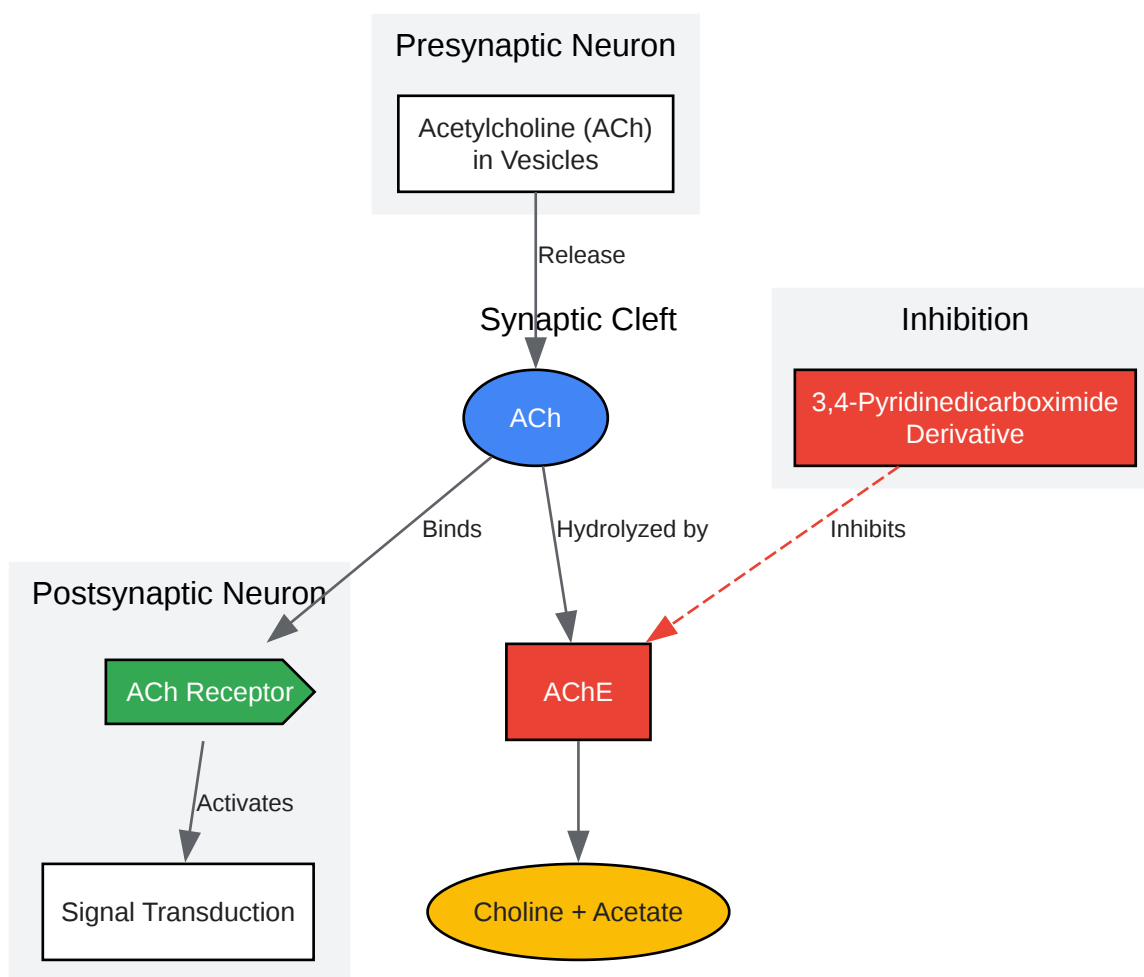 Presynaptic Neuron
Acetylcholine (ACh)
in Vesicles
Release
Synaptic Cleft
Inhibition
3,4-Pyridinedicarboximide
Derivative
ACh
Binds
Hydrolyzed by
Inhibits
Postsynaptic Neuron
ACh Receptor
AChE
Activates
Signal Transduction
Choline + Acetate